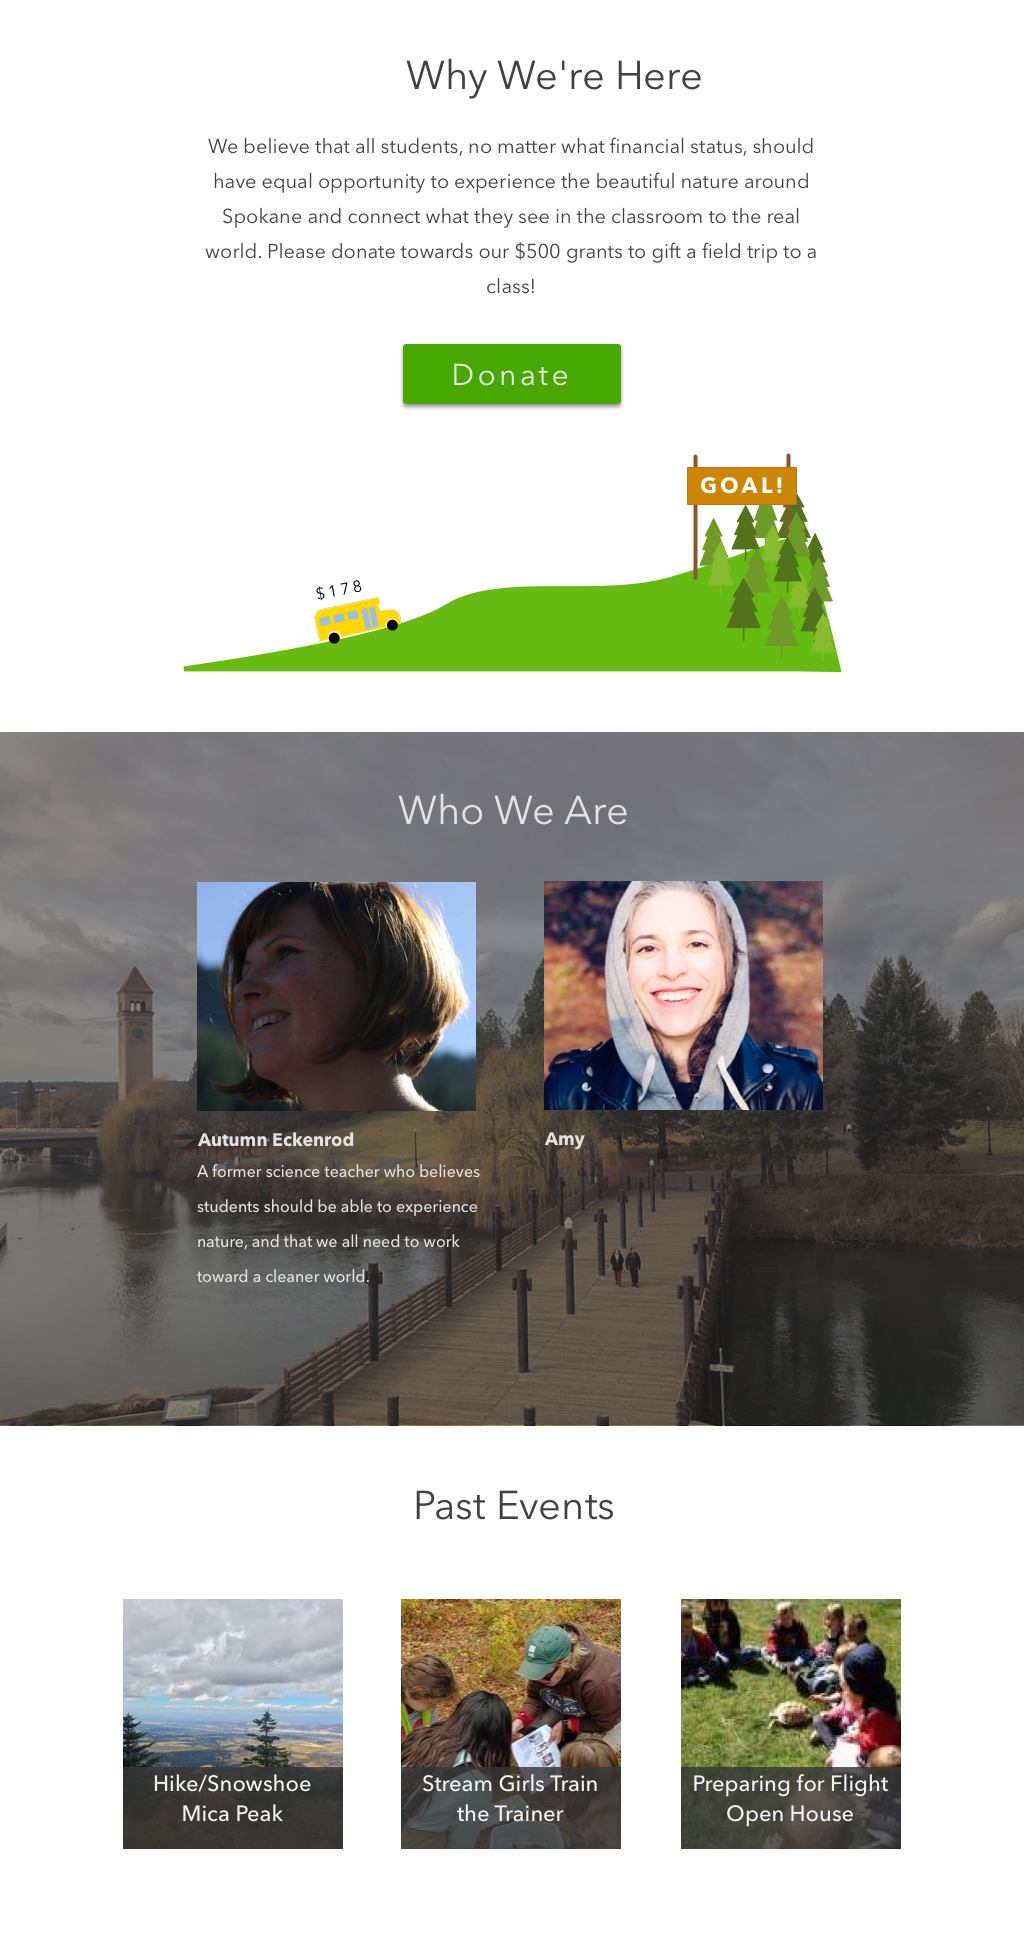 Why We're Here
We believe that all students, no matter what financial status, should
have equal opportunity to experience the beautiful nature around
Spokane and connect what they see in the classroom to the real
world. Please donate towards our $500 grants to gift a field trip to a
class!
Donate
GOAL!
$178
Who We Are
Autumn Eckenrod
A former science teacher who believes
students should be able to experience
nature, and that we all need to work
toward a cleaner world.
Amy
Past Events
Hike/Snowshoe
Mica Peak
Stream Girls Train
the Trainer
Preparing for Flight
Open House